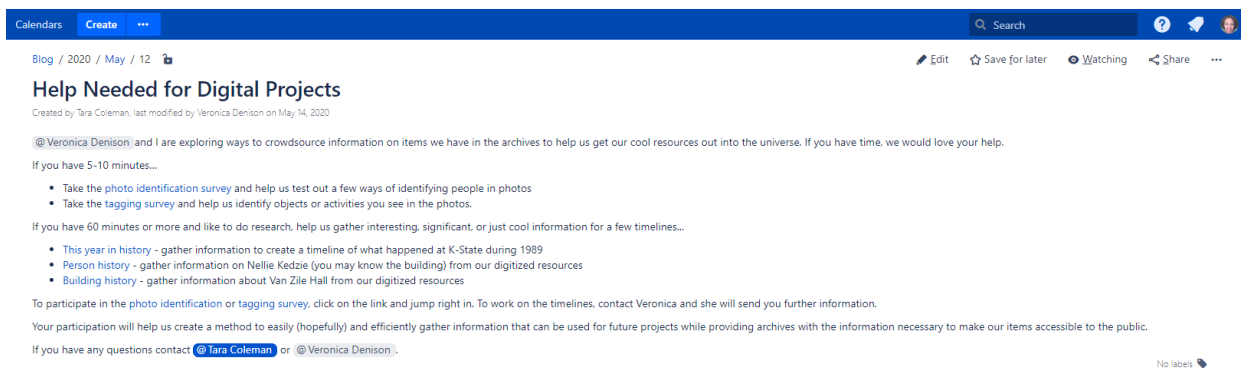 Calendars Create ••• Search
Blog / 2020 / May / 12 Edit Save for later Watching Share •••
Help Needed for Digital Projects
Created by Tara Coleman, last modified by Veronica Denison on May 14, 2020
@Veronica Denison and I are exploring ways to crowdsource information on items we have in the archives to help us get our cool resources out into the universe. If you have time, we would love your help.
If you have 5-10 minutes...
• Take the photo identification survey and help us test out a few ways of identifying people in photos
• Take the tagging survey and help us identify objects or activities you see in the photos.
If you have 60 minutes or more and like to do research, help us gather interesting, significant, or just cool information for a few timelines...
• This year in history - gather information to create a timeline of what happened at K-State during 1989
• Person history - gather information on Nellie Kedzie (you may know the building) from our digitized resources
• Building history - gather information about Van Zile Hall from our digitized resources
To participate in the photo identification or tagging survey, click on the link and jump right in. To work on the timelines, contact Veronica and she will send you further information.
Your participation will help us create a method to easily (hopefully) and efficiently gather information that can be used for future projects while providing archives with the information necessary to make our items accessible to the public.
If you have any questions contact @Tara Coleman or @Veronica Denison .
No labels